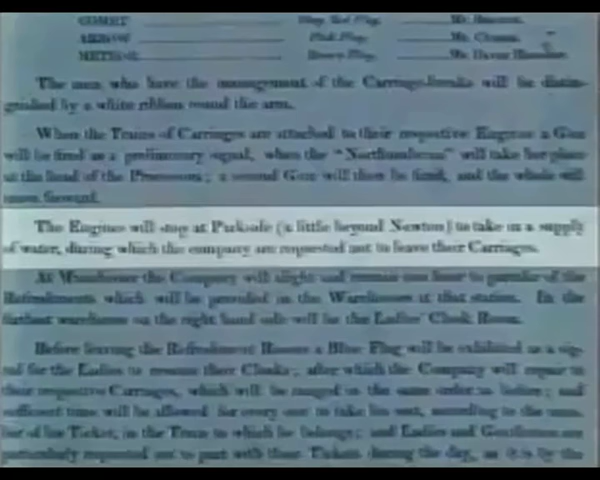 COMET Deep Red Flag,
ARROW Pink Flag,
METEOR Brown Flag,
The men who have the management of the Carriage-breaks will be distin-
guished by a white ribbon round the arm.
When the Trains of Carriages are attached to their respective Engines a Gun
will be fired as a preliminary signal, when the "Northumbrian" will take her place
at the head of the Procession; a second Gun will then be fired, and the whole will
move forward.
The Engines will stop at Parkside (a little beyond Newton) to take in a supply
of water, during which the company are requested not to leave their Carriages.
At Manchester the Company will alight and remain one hour to partake of the
Refreshments which will be provided in the Warehouses at that station. In the
farthest warehouse on the right hand side will be the Ladies' Cloak Room.
Before leaving the Refreshment Rooms a Blue Flag will be exhibited as a sig-
nal for the Ladies to resume their Cloaks; after which the Company will repair to
their respective Carriages, which will be ranged in the same order as before; and
sufficient time will be allowed for every one to take his seat, according to the num-
ber of his Ticket, in the Train to which he belongs; and Ladies and Gentlemen are
particularly requested not to part with their Tickets during the day, as it is by the